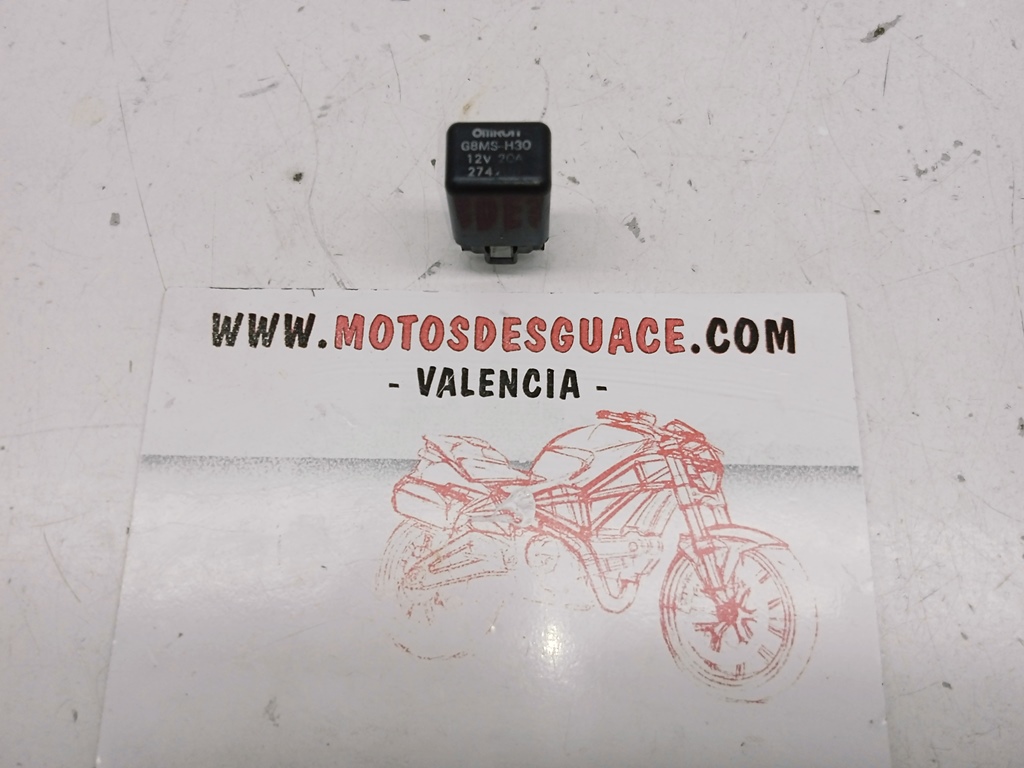 OMRON
G8MS-H30
12V 20A
274
WWW.MOTOSDESGUACE.COM
- VALENCIA -